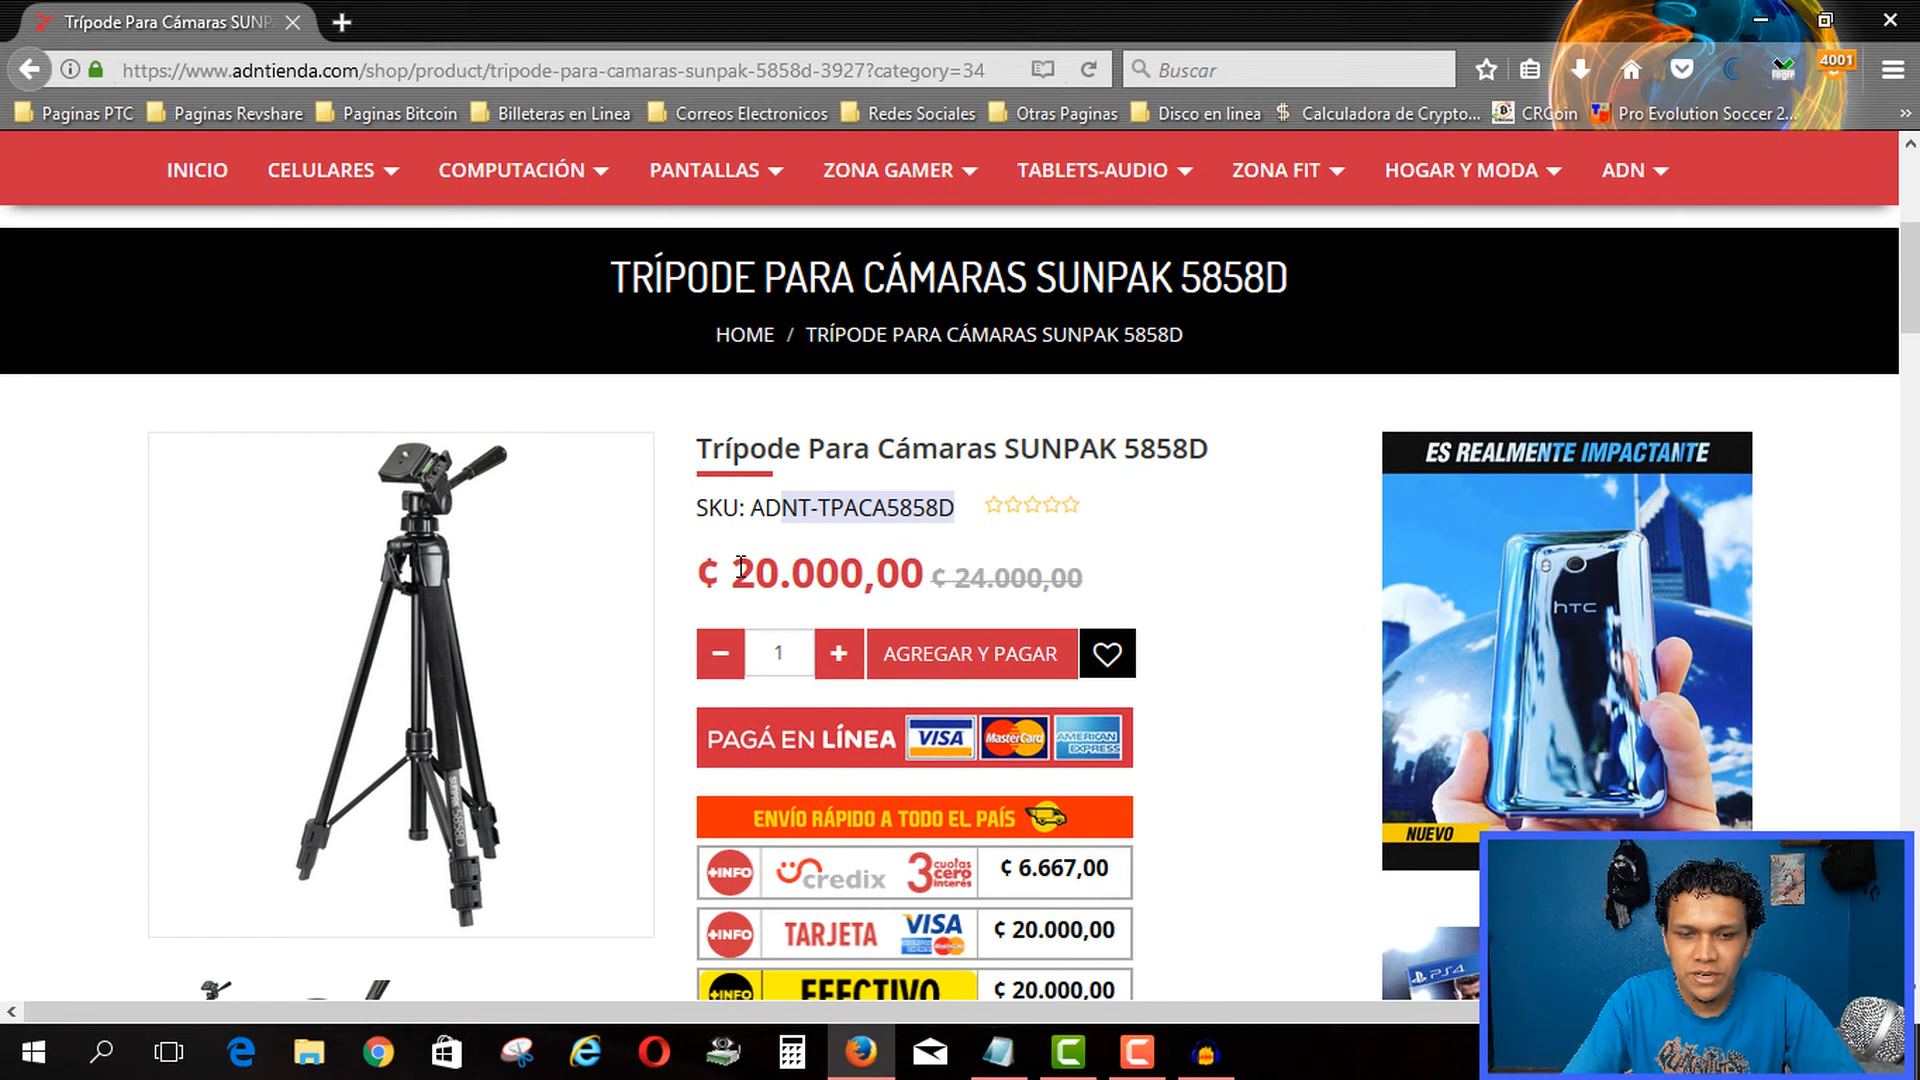 Trípode Para Cámaras SUNP
https://www.adntienda.com/shop/product/tripode-para-camaras-sunpak-5858d-3927?category=34
Buscar
4001
Paginas PTC
Paginas Revshare
Paginas Bitcoin
Billeteras en Linea
Correos Electronicos
Redes Sociales
Otras Paginas
Disco en linea
Calculadora de Crypto...
CRCoin
Pro Evolution Soccer 2...
INICIO
CELULARES
COMPUTACIÓN
PANTALLAS
ZONA GAMER
TABLETS-AUDIO
ZONA FIT
HOGAR Y MODA
ADN
TRÍPODE PARA CÁMARAS SUNPAK 5858D
HOME / TRÍPODE PARA CÁMARAS SUNPAK 5858D
Trípode Para Cámaras SUNPAK 5858D
SKU: ADNT-TPACA5858D
₡ 20.000,00 ₡ 24.000,00
1
AGREGAR Y PAGAR
PAGÁ EN LÍNEA VISA MasterCard AMERICAN EXPRESS
ENVÍO RÁPIDO A TODO EL PAÍS
+INFO credix 3 cuotas cero interés ₡ 6.667,00
+INFO TARJETA VISA ₡ 20.000,00
+INFO EFECTIVO ₡ 20.000,00
ES REALMENTE IMPACTANTE
htc
NUEVO
PS4